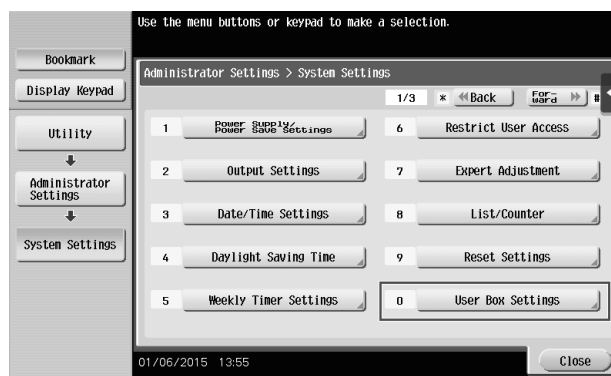 Use the menu buttons or keypad to make a selection.
Bookmark
Display Keypad
Utility
Administrator
Settings
System Settings
Administrator Settings > System Settings
1/3 * Back For-
ward #
1 Power Supply/
Power Save Settings
6 Restrict User Access
2 Output Settings
7 Expert Adjustment
3 Date/Time Settings
8 List/Counter
4 Daylight Saving Time
9 Reset Settings
5 Weekly Timer Settings
0 User Box Settings
01/06/2015 13:55
Close